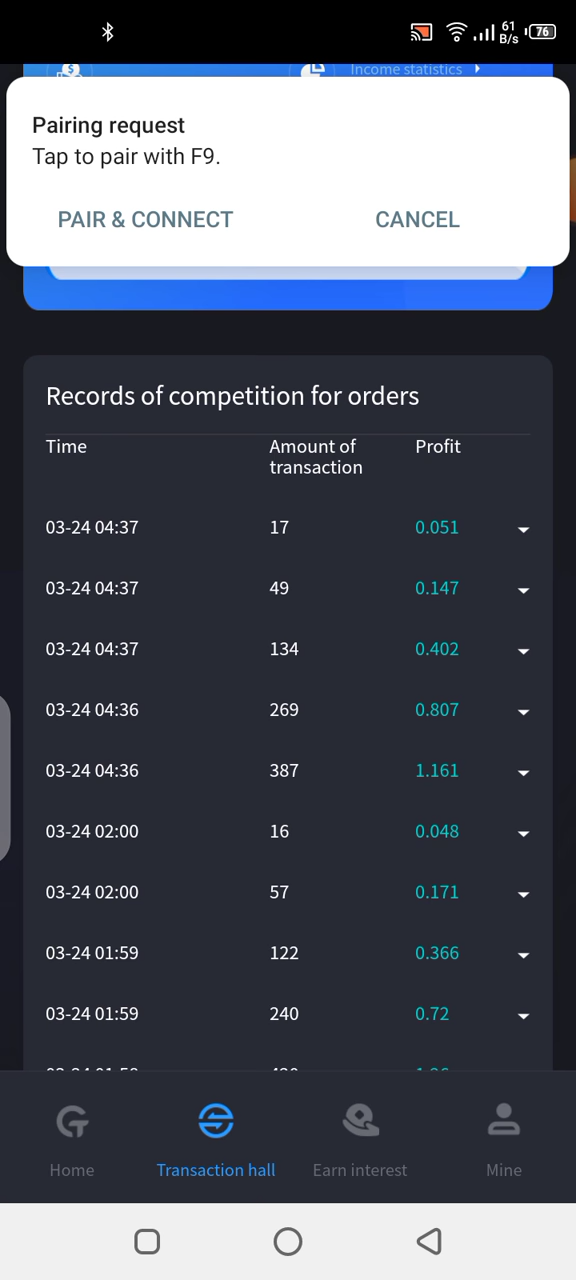 61 B/s 76
Income statistics
Pairing request
Tap to pair with F9.
PAIR & CONNECT CANCEL
Records of competition for orders
Time Amount of transaction Profit
03-24 04:37 17 0.051
03-24 04:37 49 0.147
03-24 04:37 134 0.402
03-24 04:36 269 0.807
03-24 04:36 387 1.161
03-24 02:00 16 0.048
03-24 02:00 57 0.171
03-24 01:59 122 0.366
03-24 01:59 240 0.72
Home Transaction hall Earn interest Mine